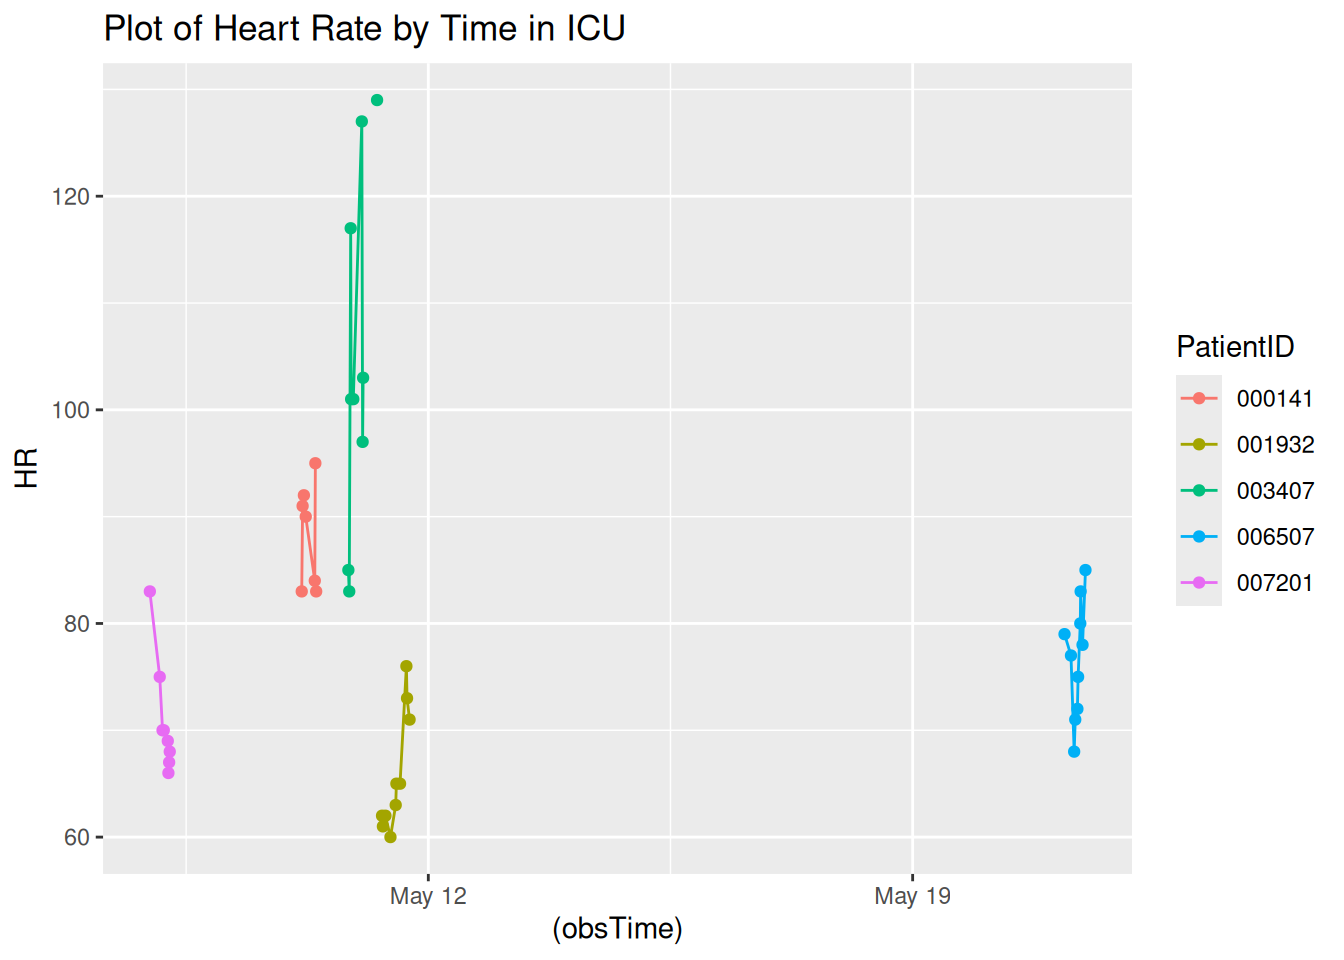 Plot of Heart Rate by Time in ICU
HR
120
100
80
60
May 12
May 19
(obsTime)
PatientID
000141
001932
003407
006507
007201